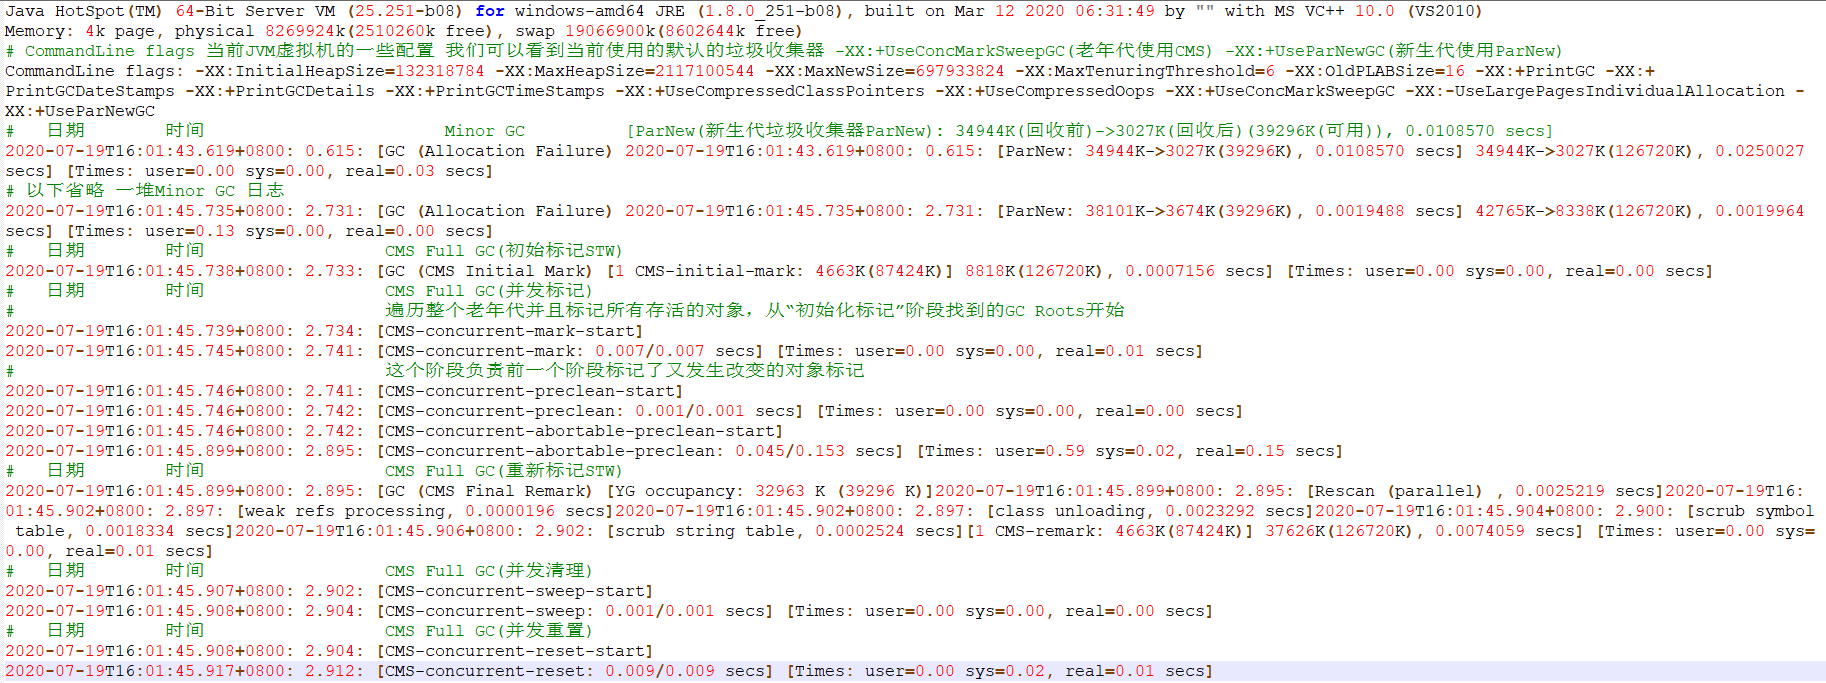 Java HotSpot(TM) 64-Bit Server VM (25.251-b08) for windows-amd64 JRE (1.8.0_251-b08), built on Mar 12 2020 06:31:49 by "" with MS VC++ 10.0 (VS2010)
Memory: 4k page, physical 8269924k(2510260k free), swap 19066900k(8602644k free)
# CommandLine flags 当前JVM虚拟机的一些配置 我们可以看到当前使用的默认的垃圾收集器 -XX:+UseConcMarkSweepGC(老年代使用CMS) -XX:+UseParNewGC(新生代使用ParNew)
CommandLine flags: -XX:InitialHeapSize=132318784 -XX:MaxHeapSize=2117100544 -XX:MaxNewSize=697933824 -XX:MaxTenuringThreshold=6 -XX:OldPLABSize=16 -XX:+PrintGC -XX:+
PrintGCDateStamps -XX:+PrintGCDetails -XX:+PrintGCTimeStamps -XX:+UseCompressedClassPointers -XX:+UseCompressedOops -XX:+UseConcMarkSweepGC -XX:-UseLargePagesIndividualAllocation -
XX:+UseParNewGC
# 日期 时间 Minor GC [ParNew(新生代垃圾收集器ParNew): 34944K(回收前)->3027K(回收后)(39296K(可用)), 0.0108570 secs]
2020-07-19T16:01:43.619+0800: 0.615: [GC (Allocation Failure) 2020-07-19T16:01:43.619+0800: 0.615: [ParNew: 34944K->3027K(39296K), 0.0108570 secs] 34944K->3027K(126720K), 0.0250027
secs] [Times: user=0.00 sys=0.00, real=0.03 secs]
# 以下省略 一堆Minor GC 日志
2020-07-19T16:01:45.735+0800: 2.731: [GC (Allocation Failure) 2020-07-19T16:01:45.735+0800: 2.731: [ParNew: 38101K->3674K(39296K), 0.0019488 secs] 42765K->8338K(126720K), 0.0019964
secs] [Times: user=0.13 sys=0.00, real=0.00 secs]
# 日期 时间 CMS Full GC(初始标记STW)
2020-07-19T16:01:45.738+0800: 2.733: [GC (CMS Initial Mark) [1 CMS-initial-mark: 4663K(87424K)] 8818K(126720K), 0.0007156 secs] [Times: user=0.00 sys=0.00, real=0.00 secs]
# 日期 时间 CMS Full GC(并发标记)
# 遍历整个老年代并且标记所有存活的对象，从“初始化标记”阶段找到的GC Roots开始
2020-07-19T16:01:45.739+0800: 2.734: [CMS-concurrent-mark-start]
2020-07-19T16:01:45.745+0800: 2.741: [CMS-concurrent-mark: 0.007/0.007 secs] [Times: user=0.00 sys=0.00, real=0.01 secs]
# 这个阶段负责前一个阶段标记了又发生改变的对象标记
2020-07-19T16:01:45.746+0800: 2.741: [CMS-concurrent-preclean-start]
2020-07-19T16:01:45.746+0800: 2.742: [CMS-concurrent-preclean: 0.001/0.001 secs] [Times: user=0.00 sys=0.00, real=0.00 secs]
2020-07-19T16:01:45.746+0800: 2.742: [CMS-concurrent-abortable-preclean-start]
2020-07-19T16:01:45.899+0800: 2.895: [CMS-concurrent-abortable-preclean: 0.045/0.153 secs] [Times: user=0.59 sys=0.02, real=0.15 secs]
# 日期 时间 CMS Full GC(重新标记STW)
2020-07-19T16:01:45.899+0800: 2.895: [GC (CMS Final Remark) [YG occupancy: 32963 K (39296 K)]2020-07-19T16:01:45.899+0800: 2.895: [Rescan (parallel) , 0.0025219 secs]2020-07-19T16:
01:45.902+0800: 2.897: [weak refs processing, 0.0000196 secs]2020-07-19T16:01:45.902+0800: 2.897: [class unloading, 0.0023292 secs]2020-07-19T16:01:45.904+0800: 2.900: [scrub symbol
table, 0.0018334 secs]2020-07-19T16:01:45.906+0800: 2.902: [scrub string table, 0.0002524 secs][1 CMS-remark: 4663K(87424K)] 37626K(126720K), 0.0074059 secs] [Times: user=0.00 sys=
0.00, real=0.01 secs]
# 日期 时间 CMS Full GC(并发清理)
2020-07-19T16:01:45.907+0800: 2.902: [CMS-concurrent-sweep-start]
2020-07-19T16:01:45.908+0800: 2.904: [CMS-concurrent-sweep: 0.001/0.001 secs] [Times: user=0.00 sys=0.00, real=0.00 secs]
# 日期 时间 CMS Full GC(并发重置)
2020-07-19T16:01:45.908+0800: 2.904: [CMS-concurrent-reset-start]
2020-07-19T16:01:45.917+0800: 2.912: [CMS-concurrent-reset: 0.009/0.009 secs] [Times: user=0.00 sys=0.02, real=0.01 secs]